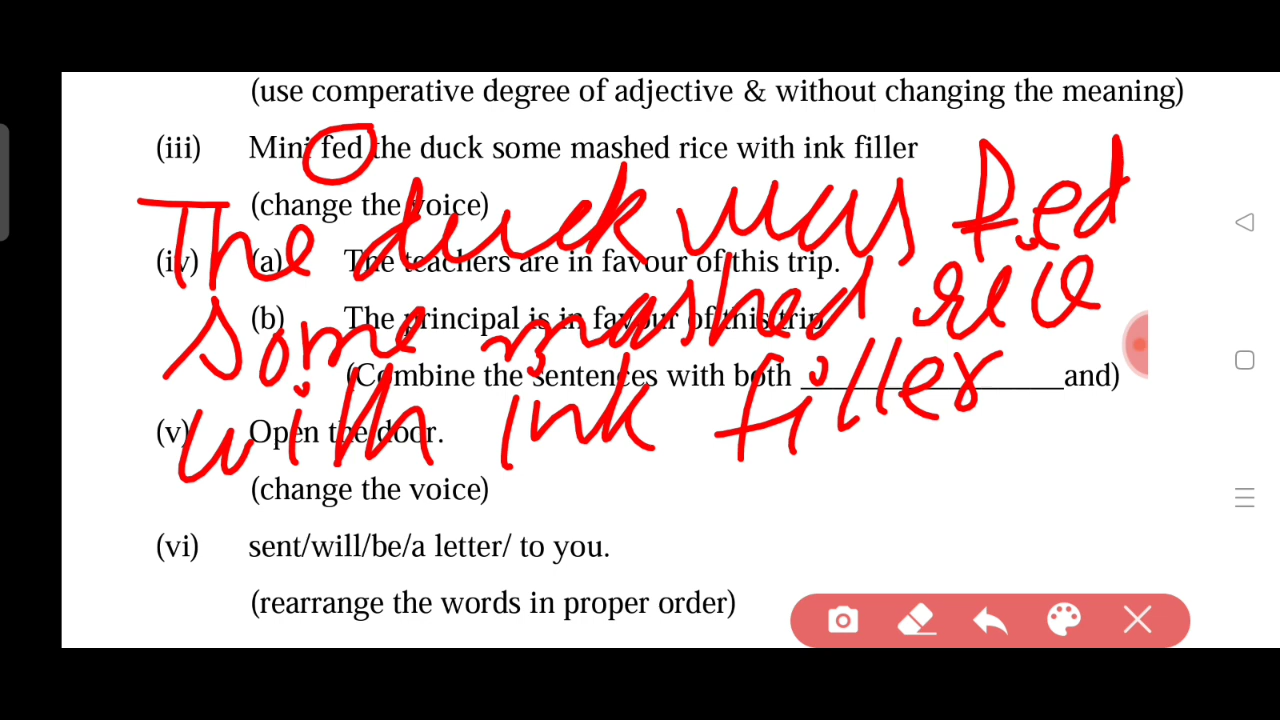 (use comperative degree of adjective & without changing the meaning)
(iii) Mini fed the duck some mashed rice with ink filler
(change the voice)
The duck was fed
(iv) (a) The teachers are in favour of this trip.
some mashed rice
(b) The principal is in favour of this trip.
(Combine the sentences with both ____________________and)
with ink filler
(v) Open the door.
(change the voice)
(vi) sent/will/be/a letter/ to you.
(rearrange the words in proper order)